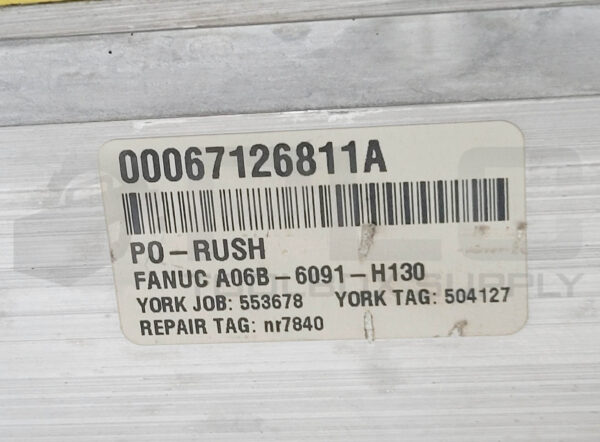 00067126811A
PO-RUSH
FANUC A06B-6091-H130
YORK JOB: 553678 YORK TAG: 504127
REPAIR TAG: nr7840